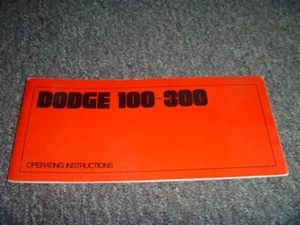 DODGE 100-300
OPERATING INSTRUCTIONS